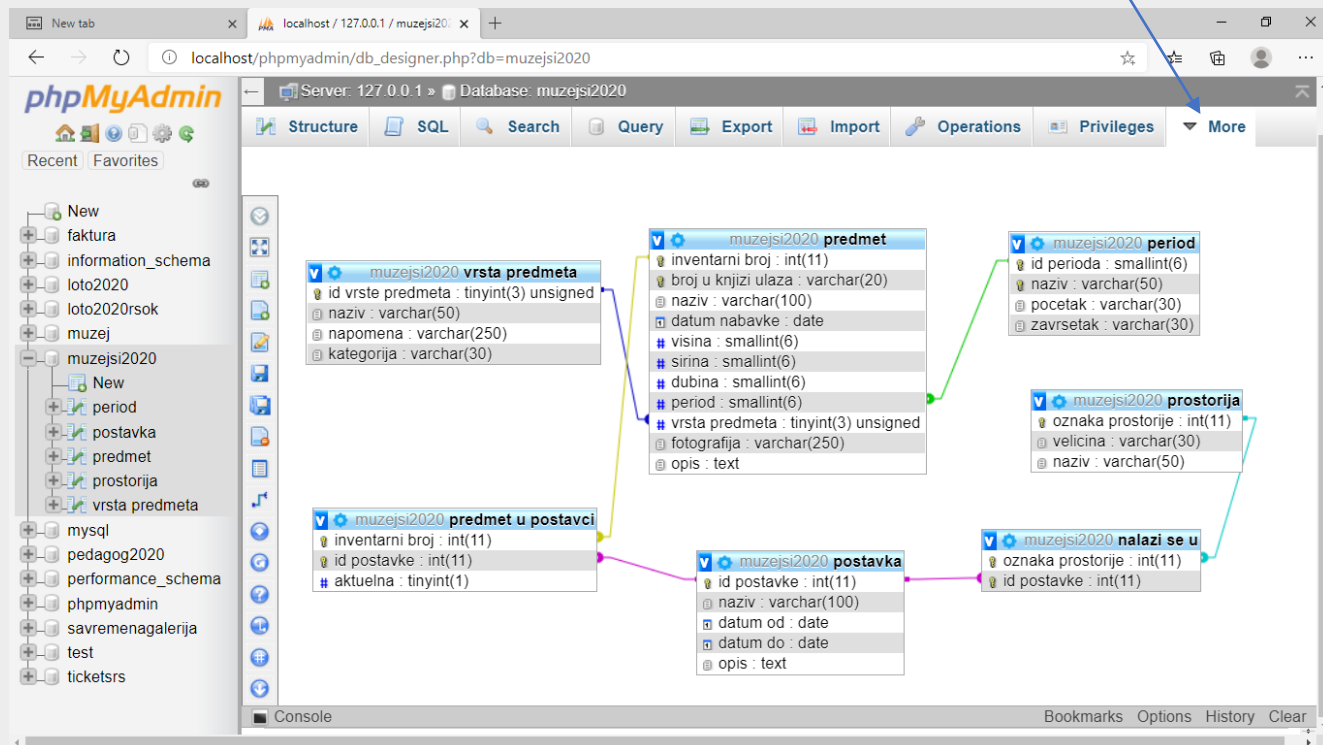 New tab
localhost / 127.0.0.1 / muzejsi202
localhost/phpmyadmin/db_designer.php?db=muzejsi2020
phpMyAdmin
Recent Favorites
New
faktura
information_schema
loto2020
loto2020rsok
muzej
muzejsi2020
New
period
postavka
predmet
prostorija
vrsta predmeta
mysql
pedagog2020
performance_schema
phpmyadmin
savremenagalerija
test
ticketsrs
Server: 127.0.0.1 » Database: muzejsi2020
Structure SQL Search Query Export Import Operations Privileges More
muzejsi2020 vrsta predmeta
id vrste predmeta : tinyint(3) unsigned
naziv : varchar(50)
napomena : varchar(250)
kategorija : varchar(30)
muzejsi2020 predmet
inventarni broj : int(11)
broj u knjizi ulaza : varchar(20)
naziv : varchar(100)
datum nabavke : date
visina : smallint(6)
sirina : smallint(6)
dubina : smallint(6)
period : smallint(6)
vrsta predmeta : tinyint(3) unsigned
fotografija : varchar(250)
opis : text
muzejsi2020 period
id perioda : smallint(6)
naziv : varchar(50)
pocetak : varchar(30)
zavrsetak : varchar(30)
muzejsi2020 prostorija
oznaka prostorije : int(11)
velicina : varchar(30)
naziv : varchar(50)
muzejsi2020 predmet u postavci
inventarni broj : int(11)
id postavke : int(11)
aktuelna : tinyint(1)
muzejsi2020 postavka
id postavke : int(11)
naziv : varchar(100)
datum od : date
datum do : date
opis : text
muzejsi2020 nalazi se u
oznaka prostorije : int(11)
id postavke : int(11)
Console
Bookmarks Options History Clear